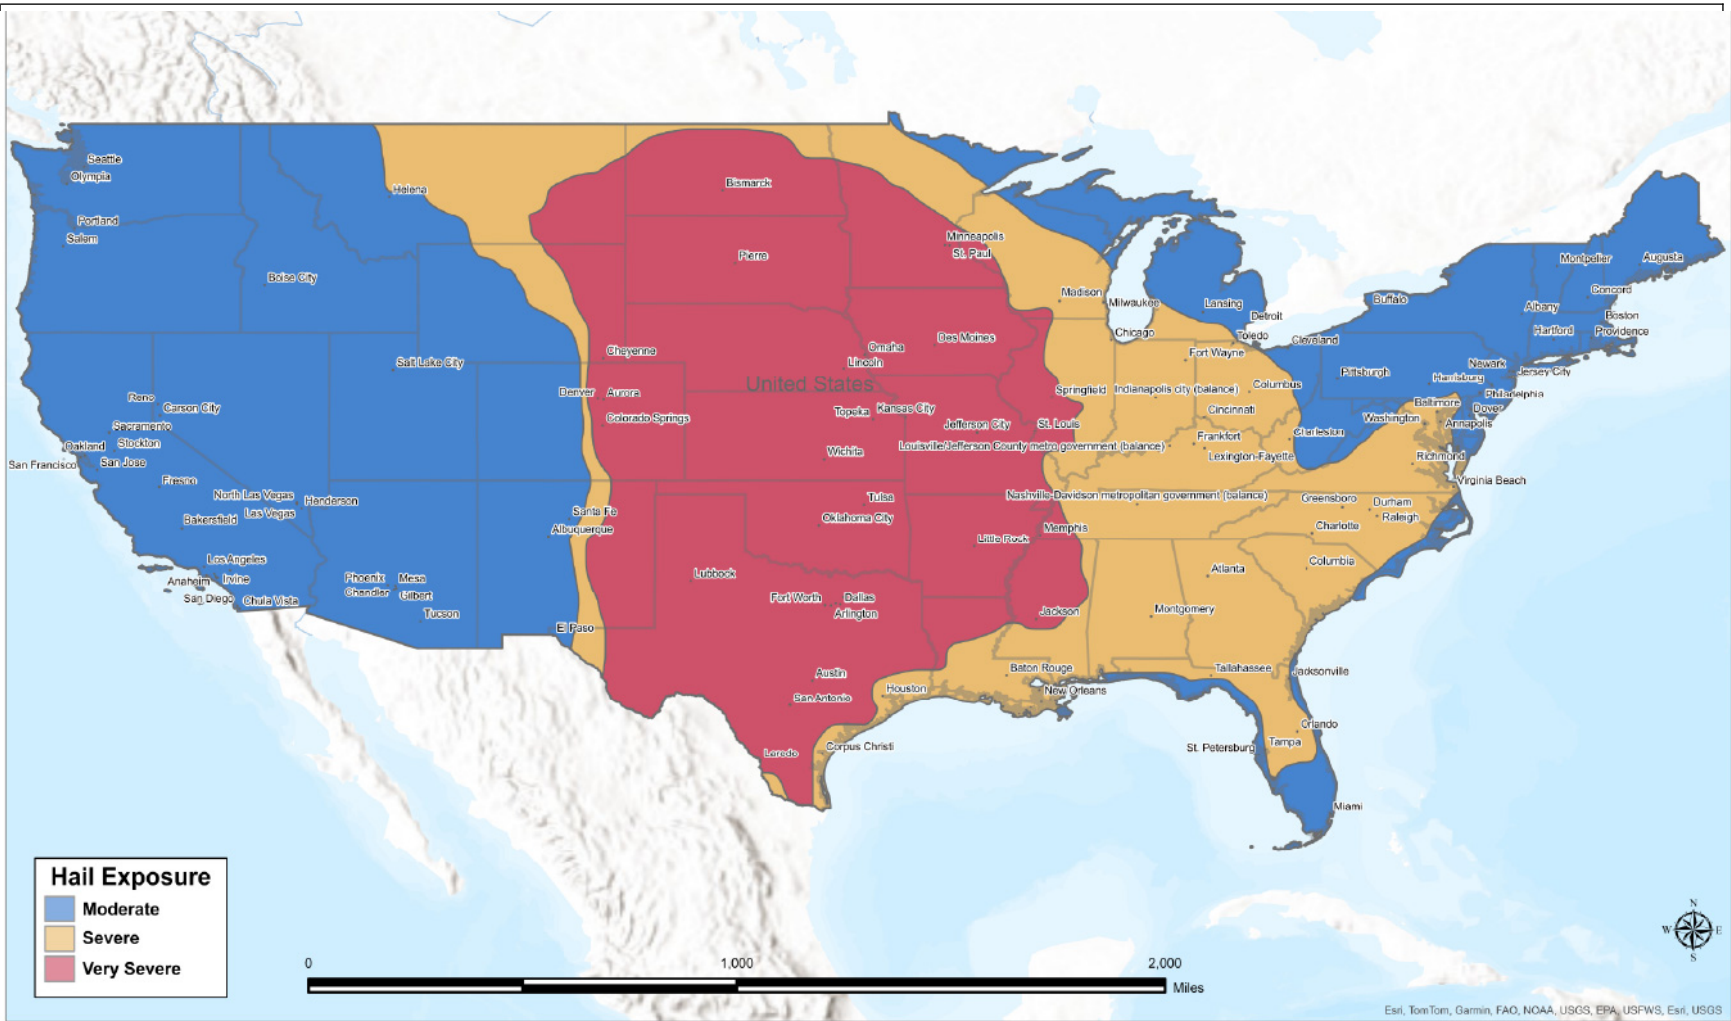 Seattle
Olympia
Portland
Salem
Helena
Boise City
Bismarck
Pierre
Minneapolis
St. Paul
Madison
Milwaukee
Lansing
Detroit
Chicago
Toledo
Cleveland
Buffalo
Montpelier
Augusta
Concord
Albany
Boston
Hartford
Providence
Salt Lake City
Cheyenne
Omaha
Lincoln
Des Moines
Fort Wayne
Newark
Jersey City
Pittsburgh
Harrisburg
Philadelphia
United States
Reno
Carson City
Denver
Aurora
Colorado Springs
Topeka
Kansas City
Jefferson City
St. Louis
Springfield
Indianapolis city (balance)
Columbus
Cincinnati
Baltimore
Dover
Washington
Annapolis
Sacramento
Stockton
Oakland
San Francisco
San Jose
Fresno
Wichita
Louisville/Jefferson County metro government (balance)
Frankfort
Lexington-Fayette
Charleston
Richmond
Virginia Beach
North Las Vegas
Henderson
Las Vegas
Bakersfield
Santa Fe
Albuquerque
Tulsa
Oklahoma City
Nashville-Davidson metropolitan government (balance)
Memphis
Little Rock
Greensboro
Durham
Raleigh
Charlotte
Columbia
Los Angeles
Anaheim
Irvine
San Diego
Chula Vista
Phoenix
Mesa
Chandler
Gilbert
Tucson
El Paso
Lubbock
Fort Worth
Dallas
Arlington
Jackson
Atlanta
Montgomery
Austin
San Antonio
Houston
Baton Rouge
New Orleans
Tallahassee
Jacksonville
Laredo
Corpus Christi
St. Petersburg
Tampa
Orlando
Miami
Hail Exposure
Moderate
Severe
Very Severe
0
1,000
2,000
Miles
N
W
E
S
Esri, TomTom, Garmin, FAO, NOAA, USGS, EPA, USFWS, Esri, USGS